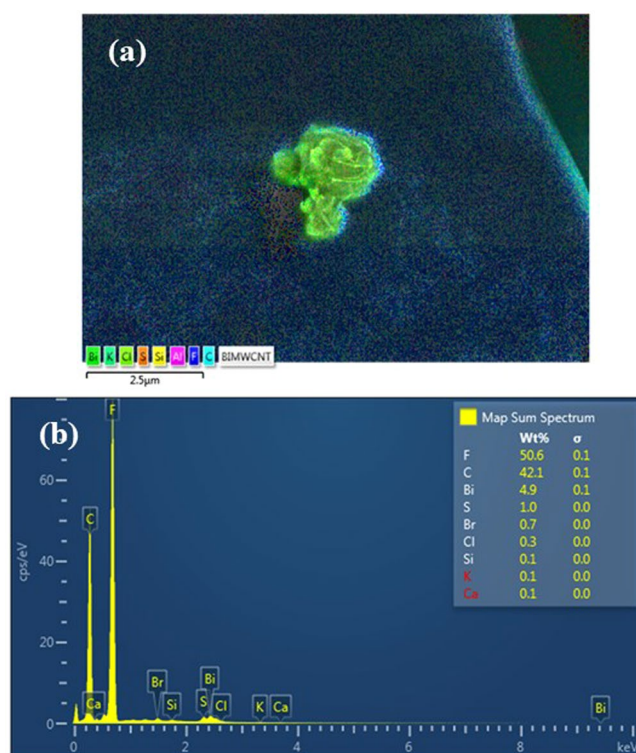 (a)
Bi K Cl S Si Al F C BIMWCNT
2.5µm
(b)
Map Sum Spectrum
Wt% σ
F 50.6 0.1
C 42.1 0.1
Bi 4.9 0.1
S 1.0 0.0
Br 0.7 0.0
Cl 0.3 0.0
Si 0.1 0.0
K 0.1 0.0
Ca 0.1 0.0
cps/eV
60
40
20
0
F
C
Ca
Br
Si
S
Bi
Cl
K
Ca
Bi
0 2 4 6 8 keV